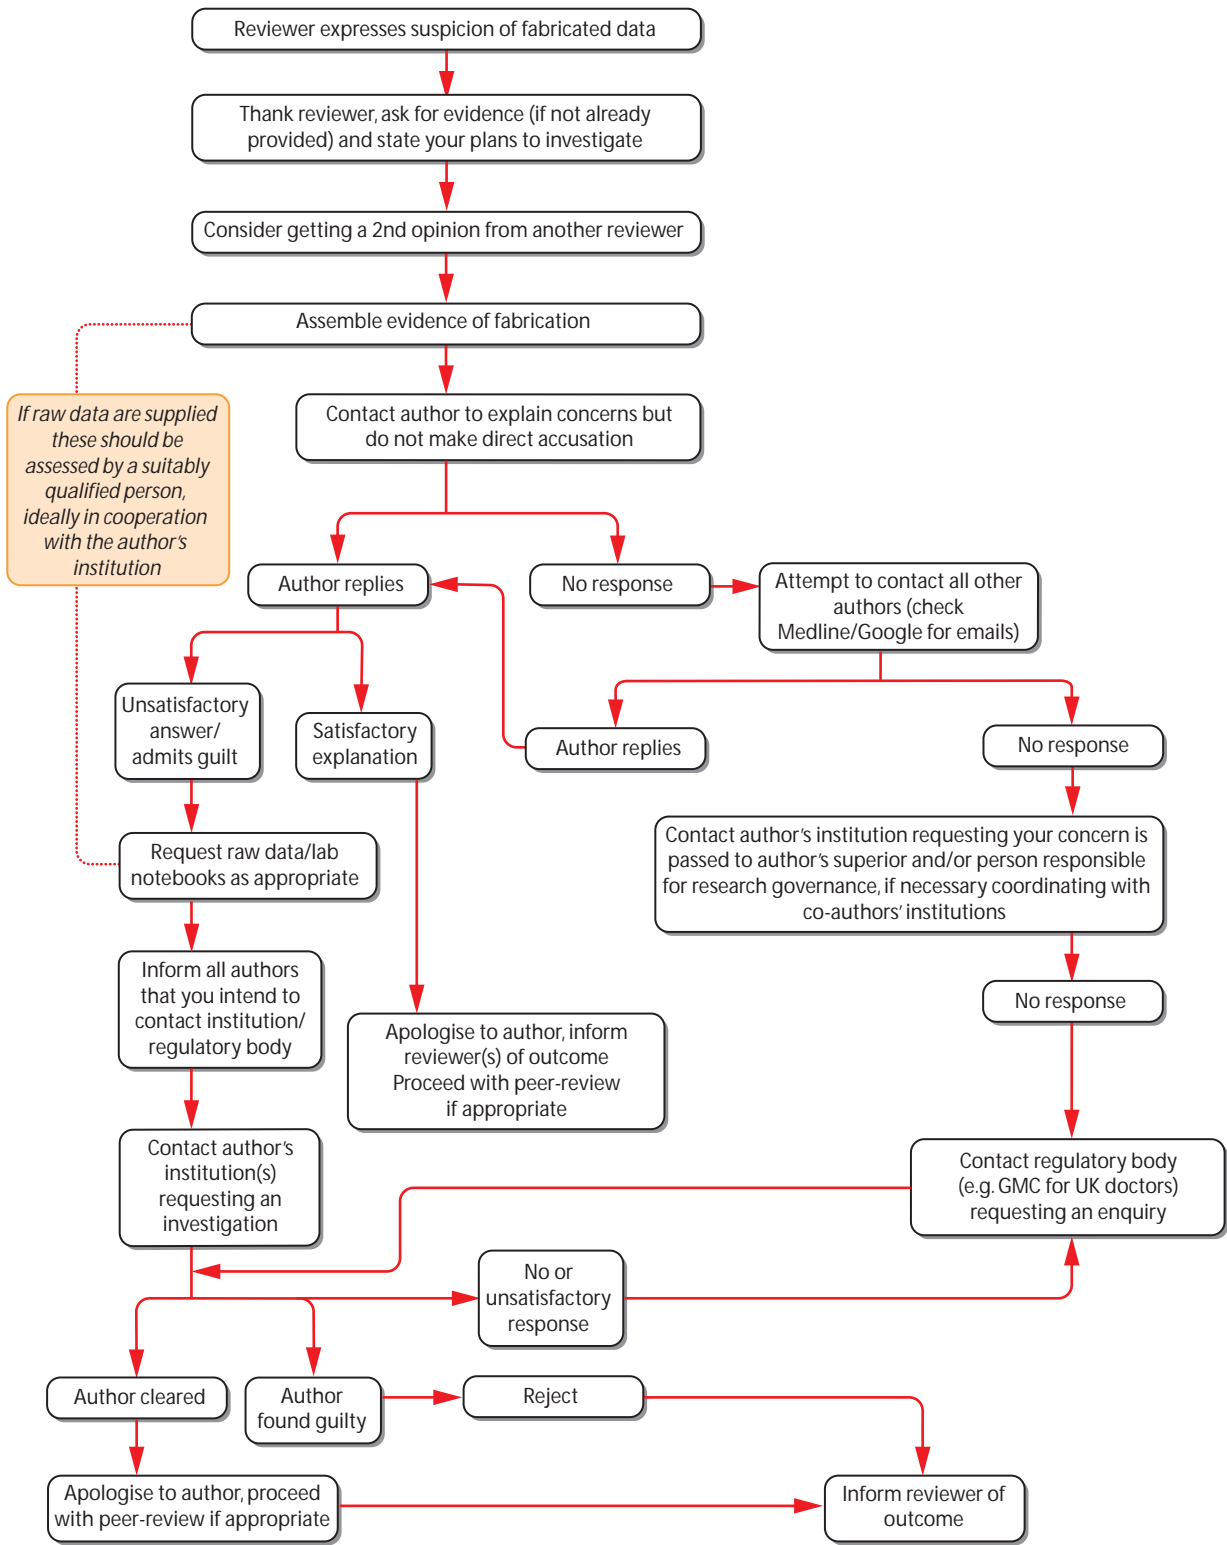 Reviewer expresses suspicion of fabricated data
Thank reviewer, ask for evidence (if not already
provided) and state your plans to investigate
Consider getting a 2nd opinion from another reviewer
Assemble evidence of fabrication
If raw data are supplied
these should be
assessed by a suitably
qualified person,
ideally in cooperation
with the author's
institution
Contact author to explain concerns but
do not make direct accusation
Author replies
No response
Attempt to contact all other
authors (check
Medline/Google for emails)
Unsatisfactory
answer/
admits guilt
Satisfactory
explanation
Author replies
No response
Request raw data/lab
notebooks as appropriate
Contact author's institution requesting your concern is
passed to author's superior and/or person responsible
for research governance, if necessary coordinating with
co-authors' institutions
Inform all authors
that you intend to
contact institution/
regulatory body
No response
Apologise to author, inform
reviewer(s) of outcome
Proceed with peer-review
if appropriate
Contact author's
institution(s)
requesting an
investigation
Contact regulatory body
(e.g. GMC for UK doctors)
requesting an enquiry
No or
unsatisfactory
response
Author cleared
Author
found guilty
Reject
Apologise to author, proceed
with peer-review if appropriate
Inform reviewer of
outcome